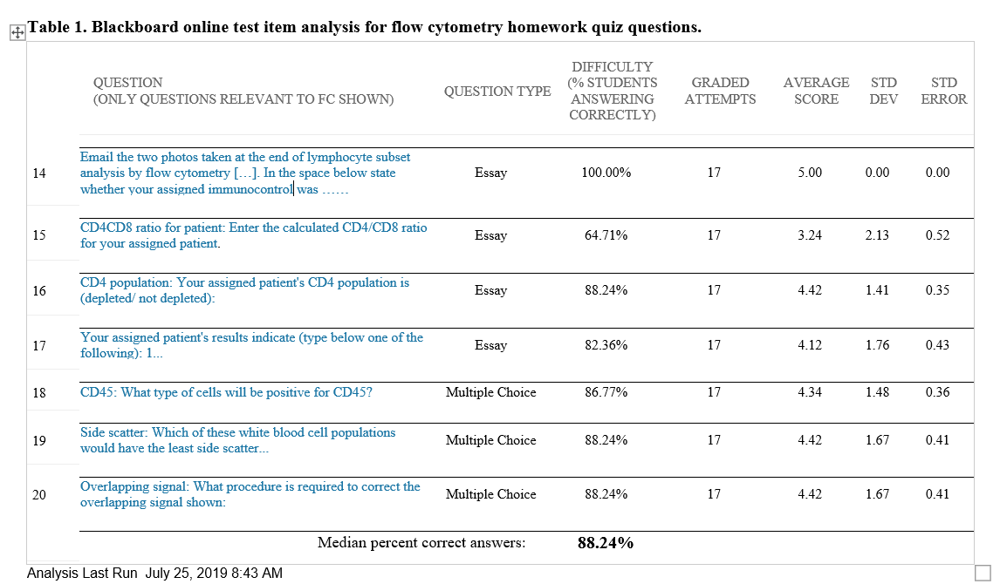 Table 1. Blackboard online test item analysis for flow cytometry homework quiz questions.
QUESTION
(ONLY QUESTIONS RELEVANT TO FC SHOWN)
QUESTION TYPE
DIFFICULTY
(% STUDENTS
ANSWERING
CORRECTLY)
GRADED
ATTEMPTS
AVERAGE
SCORE
STD
DEV
STD
ERROR
14
Email the two photos taken at the end of lymphocyte subset
analysis by flow cytometry […]. In the space below state
whether your assigned immunocontrol was ……
Essay 100.00% 17 5.00 0.00 0.00
15
CD4CD8 ratio for patient: Enter the calculated CD4/CD8 ratio
for your assigned patient.
Essay 64.71% 17 3.24 2.13 0.52
16
CD4 population: Your assigned patient's CD4 population is
(depleted/ not depleted):
Essay 88.24% 17 4.42 1.41 0.35
17
Your assigned patient's results indicate (type below one of the
following): 1...
Essay 82.36% 17 4.12 1.76 0.43
18 CD45: What type of cells will be positive for CD45? Multiple Choice 86.77% 17 4.34 1.48 0.36
19
Side scatter: Which of these white blood cell populations
would have the least side scatter...
Multiple Choice 88.24% 17 4.42 1.67 0.41
20
Overlapping signal: What procedure is required to correct the
overlapping signal shown:
Multiple Choice 88.24% 17 4.42 1.67 0.41
Median percent correct answers: 88.24%
Analysis Last Run July 25, 2019 8:43 AM